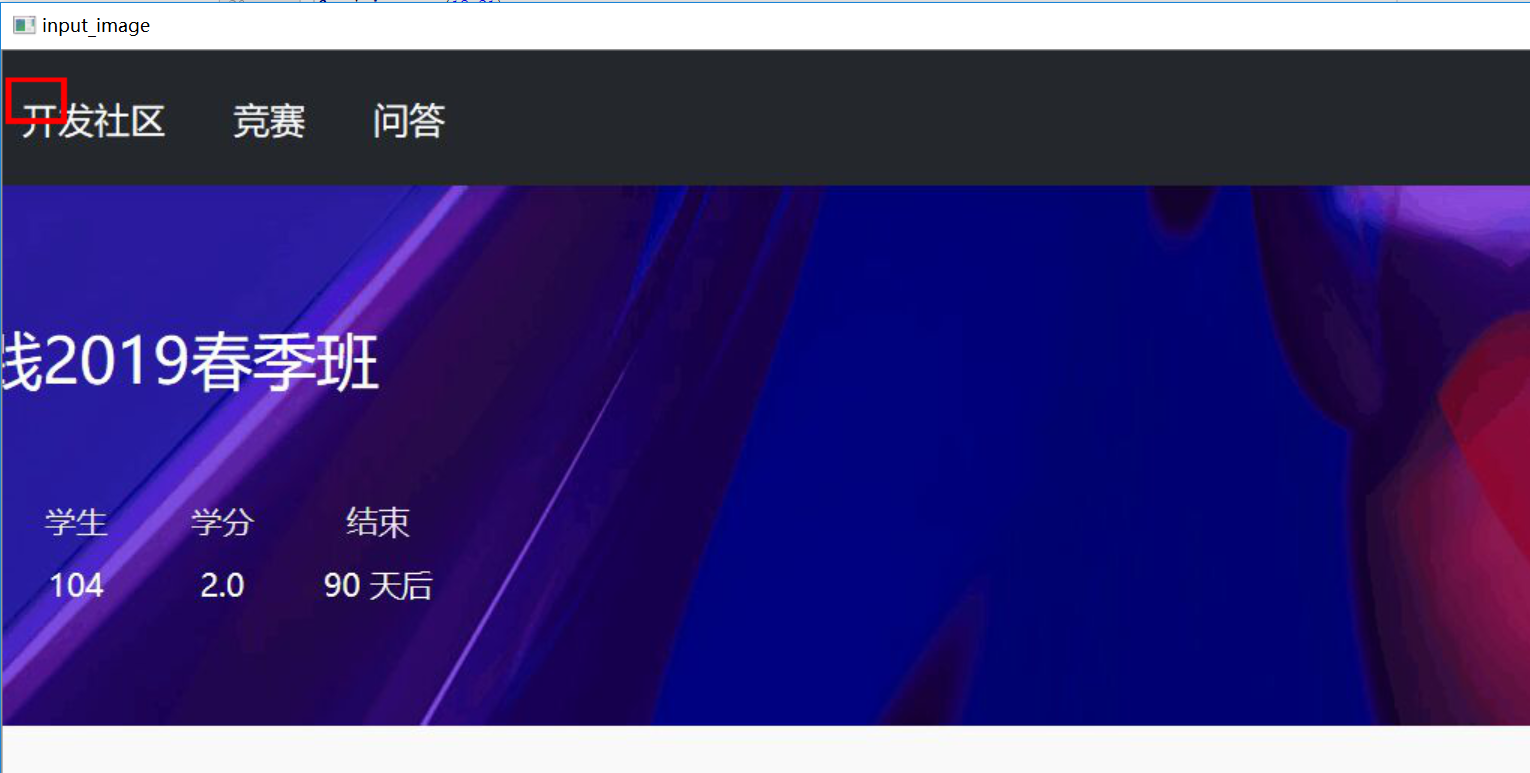 input_image
开发社区 竞赛 问答
践2019春季班
学生 学分 结束
104 2.0 90 天后